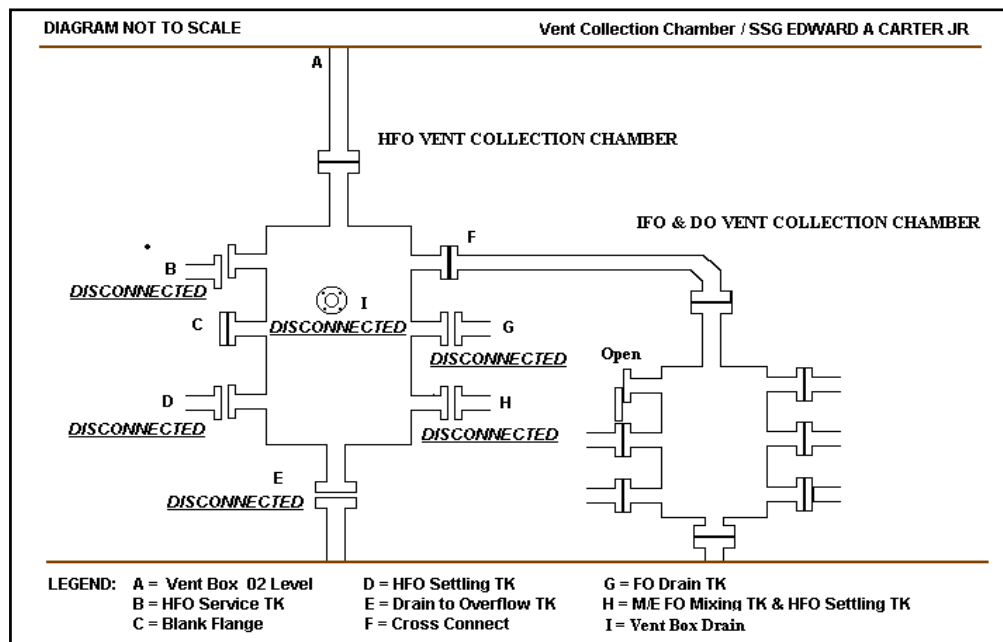 DIAGRAM NOT TO SCALE
Vent Collection Chamber / SSG EDWARD A CARTER JR
A
HFO VENT COLLECTION CHAMBER
IFO & DO VENT COLLECTION CHAMBER
F
B
DISCONNECTED
I
C
DISCONNECTED
G
DISCONNECTED
Open
D
DISCONNECTED
H
DISCONNECTED
E
DISCONNECTED
LEGEND: A = Vent Box 02 Level
B = HFO Service TK
C = Blank Flange
D = HFO Settling TK
E = Drain to Overflow TK
F = Cross Connect
G = FO Drain TK
H = M/E FO Mixing TK & HFO Settling TK
I = Vent Box Drain